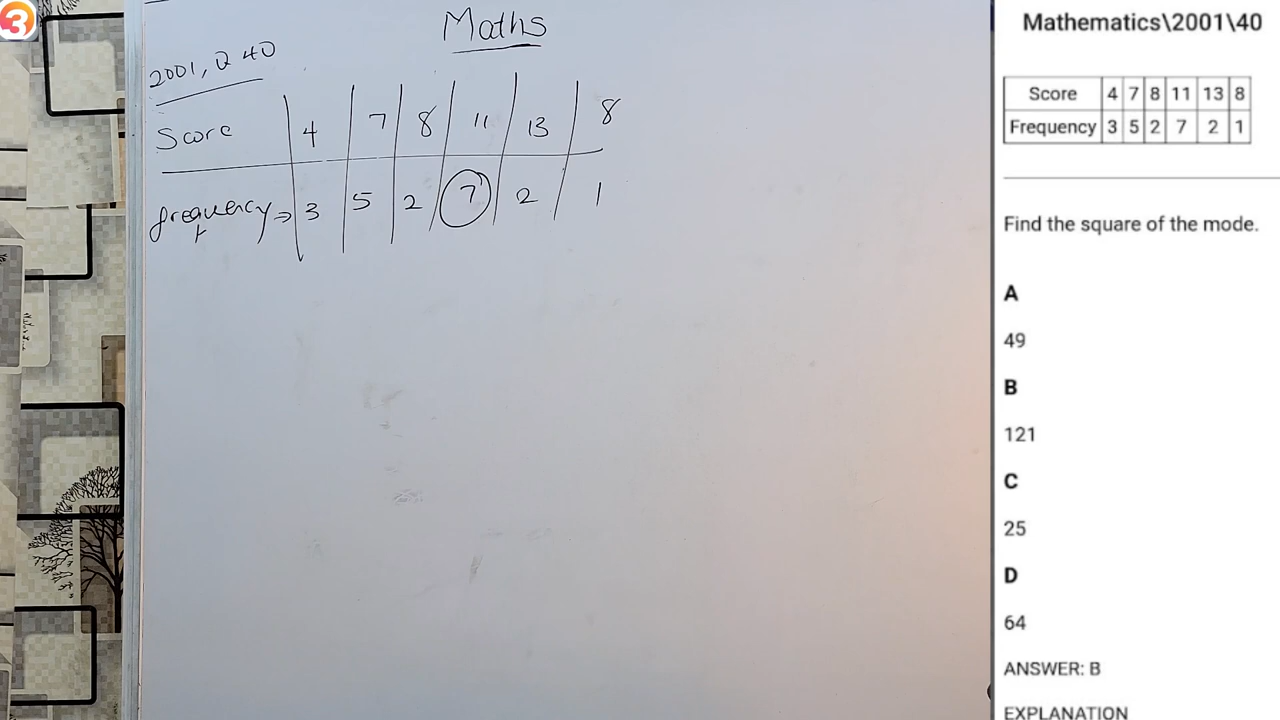 3
Maths
2001, Q 40
Score 4 7 8 11 13 8
frequency → 3 5 2 7 2 1
Mathematics\2001\40
Score 4 7 8 11 13 8
Frequency 3 5 2 7 2 1
Find the square of the mode.
A
49
B
121
C
25
D
64
ANSWER: B
EXPLANATION